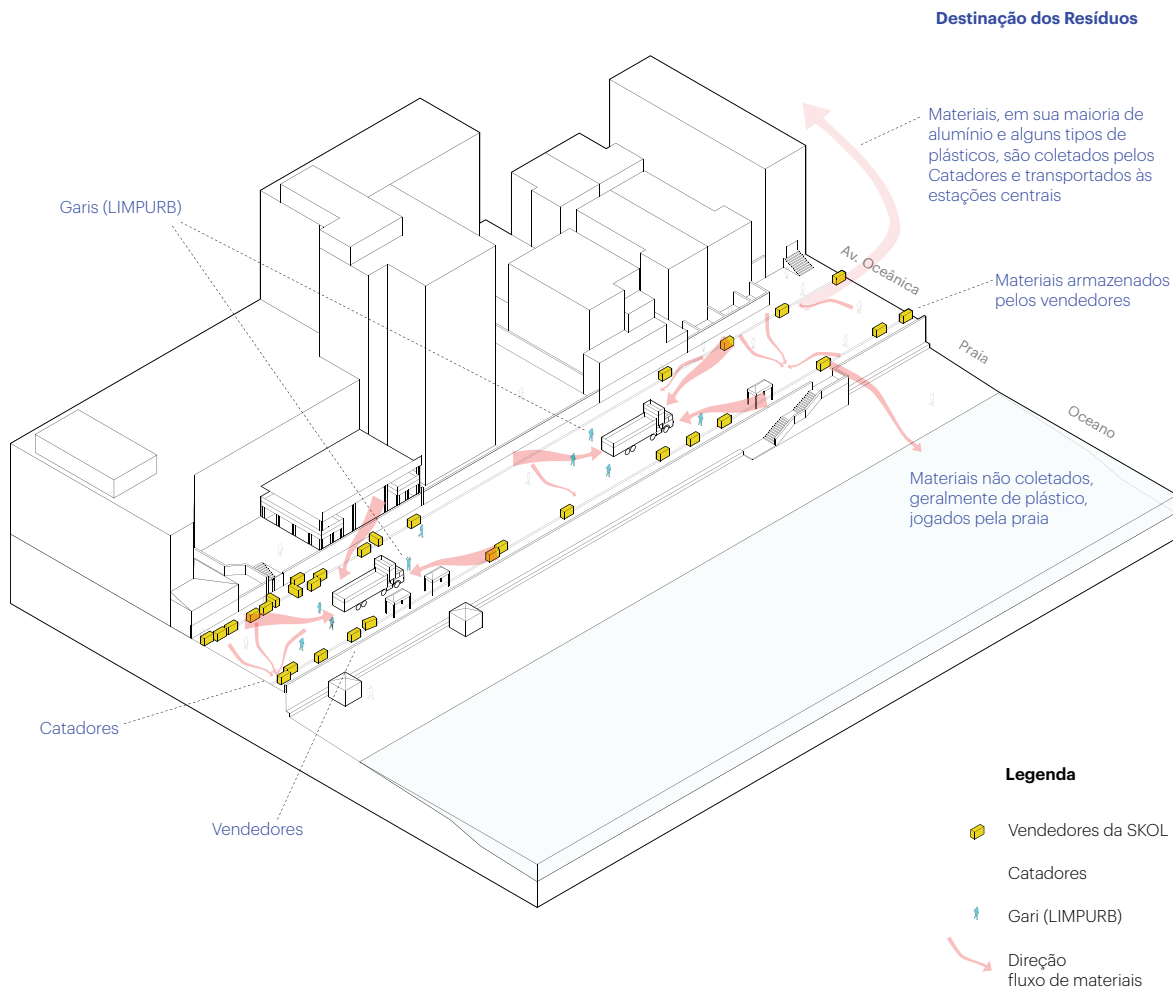 Destinação dos Resíduos
Materiais, em sua maioria de
alumínio e alguns tipos de
plásticos, são coletados pelos
Catadores e transportados às
estações centrais
Garis (LIMPURB)
Av. Oceânica
Materiais armazenados
pelos vendedores
Praia
Oceano
Materiais não coletados,
geralmente de plástico,
jogados pela praia
Catadores
Vendedores
Legenda
Vendedores da SKOL
Catadores
Gari (LIMPURB)
Direção
fluxo de materiais